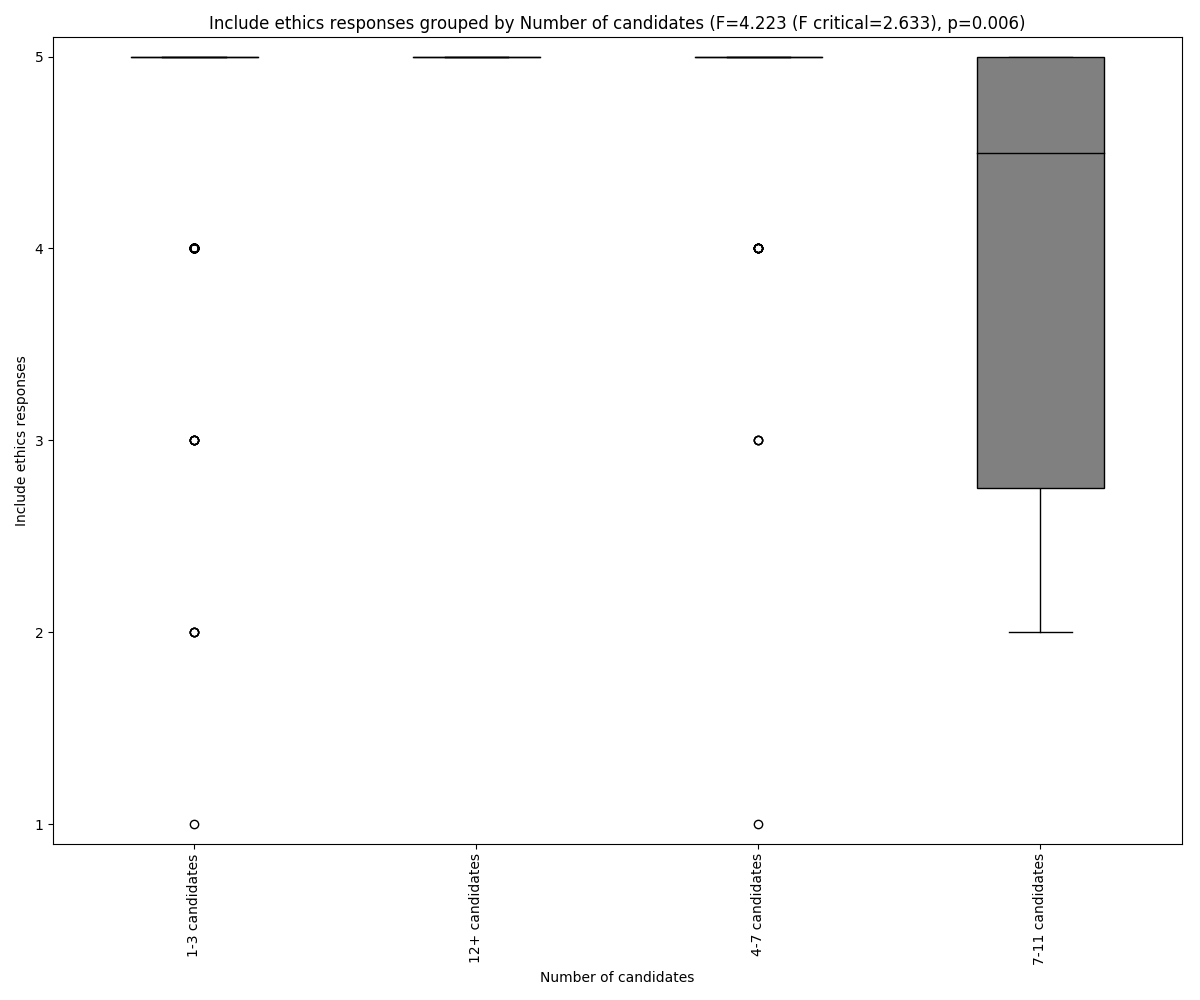 Include ethics responses grouped by Number of candidates (F=4.223 (F critical=2.633), p=0.006)
Include ethics responses
5
4
3
2
1
1-3 candidates
12+ candidates
4-7 candidates
7-11 candidates
Number of candidates